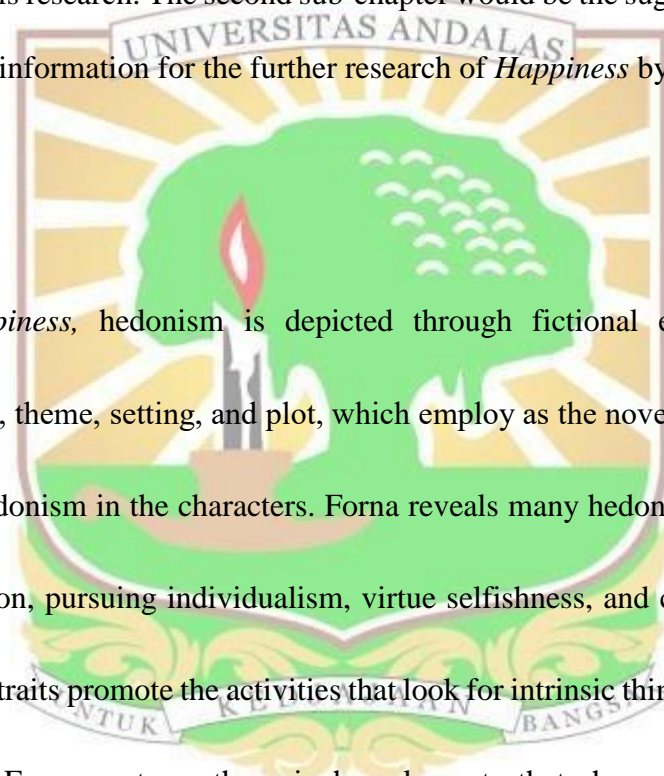 is research. The second sub-chapter would be the sug
UNIVERSITAS ANDALAS
information for the further research of Happiness by
piness, hedonism is depicted through fictional e
, theme, setting, and plot, which employ as the nove
donism in the characters. Forna reveals many hedon
on, pursuing individualism, virtue selfishness, and
traits promote the activities that look for intrinsic thin
UNTUK KEDJAJAAN BANGSA